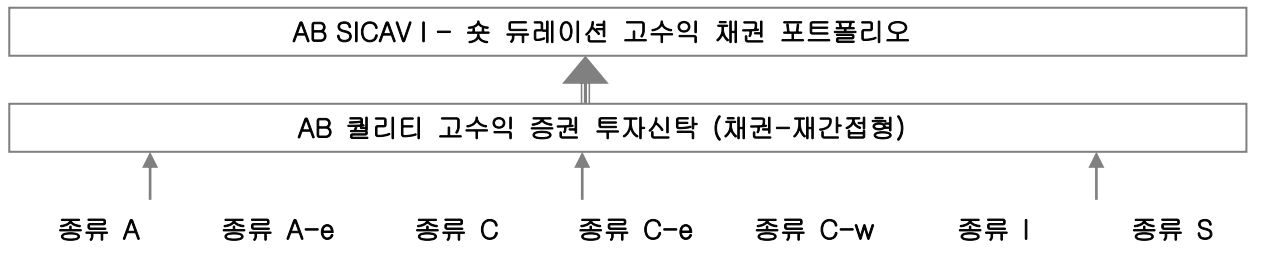 AB SICAV I - 숏 듀레이션 고수익 채권 포트폴리오
AB 퀄리티 고수익 증권 투자신탁 (채권-재간접형)
종류 A 종류 A-e 종류 C 종류 C-e 종류 C-w 종류 I 종류 S